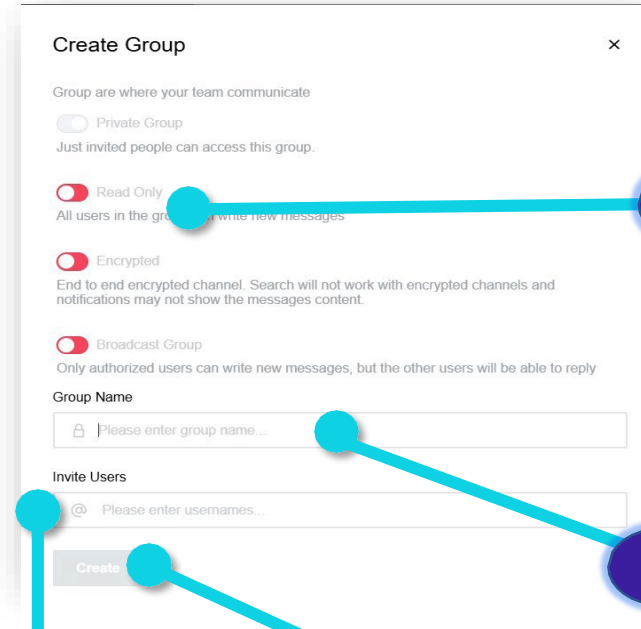 Create Group
×
Group are where your team communicate
Private Group
Just invited people can access this group.
Read Only
All users in the write new messages
Encrypted
End to end encrypted channel. Search will not work with encrypted channels and
notifications may not show the messages content.
Broadcast Group
Only authorized users can write new messages, but the other users will be able to reply
Group Name
Please enter group name...
Invite Users
@ Please enter usernames...
Create